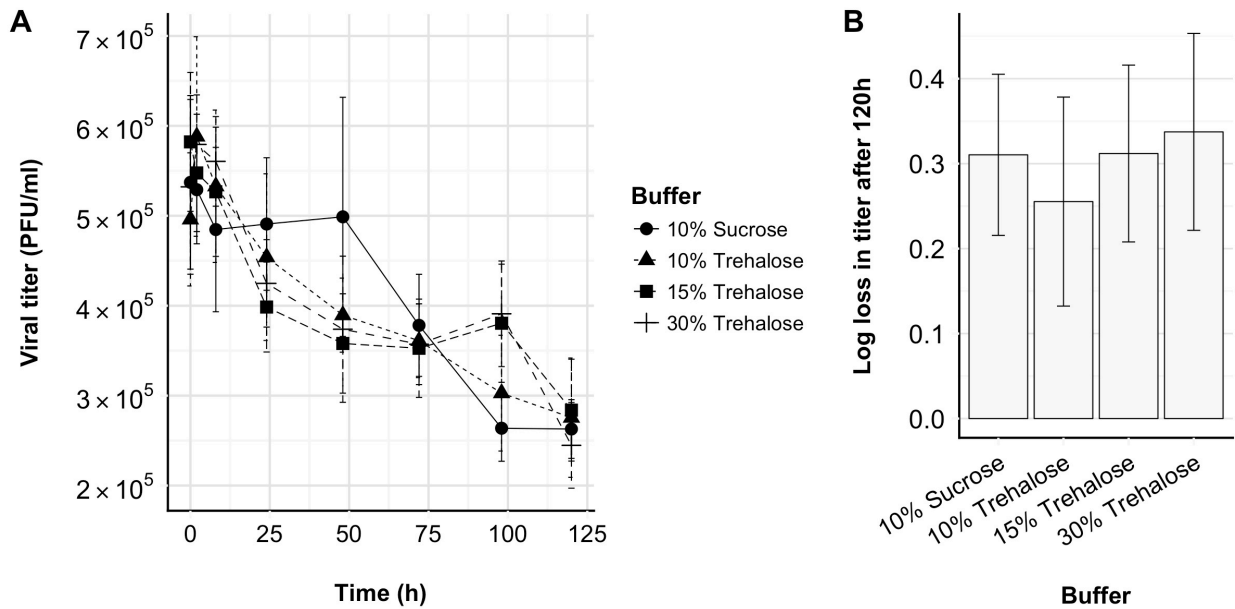 A
7 × 10⁵
6 × 10⁵
5 × 10⁵
4 × 10⁵
3 × 10⁵
2 × 10⁵
Viral titer (PFU/ml)
0 25 50 75 100 125
Time (h)
Buffer
10% Sucrose
10% Trehalose
15% Trehalose
30% Trehalose
B
0.4
0.3
0.2
0.1
0.0
Log loss in titer after 120h
10% Sucrose
10% Trehalose
15% Trehalose
30% Trehalose
Buffer